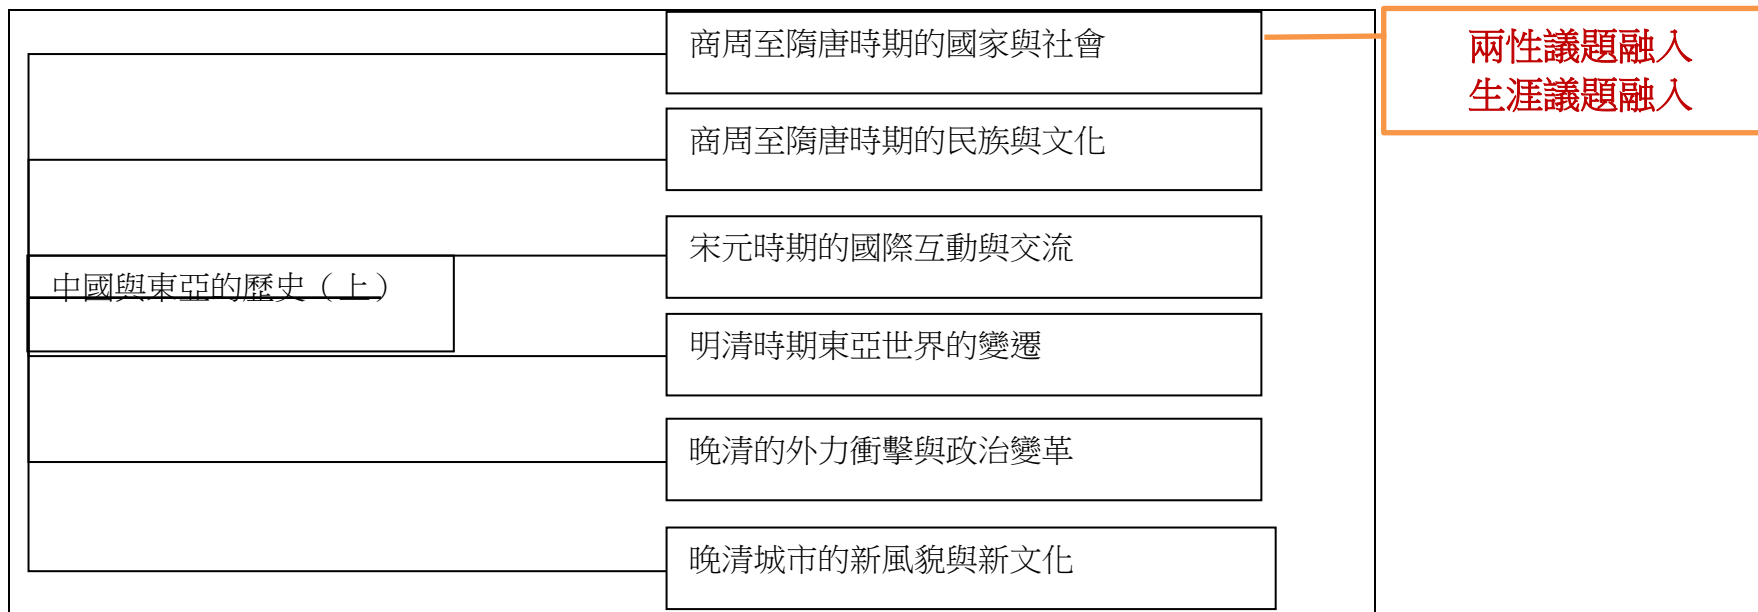 商周至隋唐時期的國家與社會
兩性議題融入
生涯議題融入
商周至隋唐時期的民族與文化
宋元時期的國際互動與交流
中國與東亞的歷史（上）
明清時期東亞世界的變遷
晚清的外力衝擊與政治變革
晚清城市的新風貌與新文化